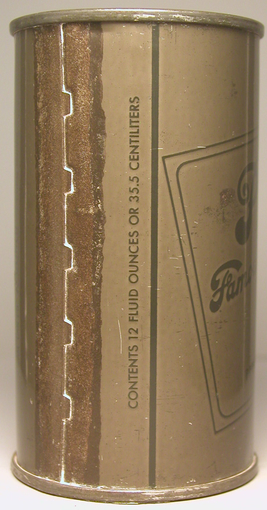 CONTENTS 12 FLUID OUNCES OR 35.5 CENTILITERS